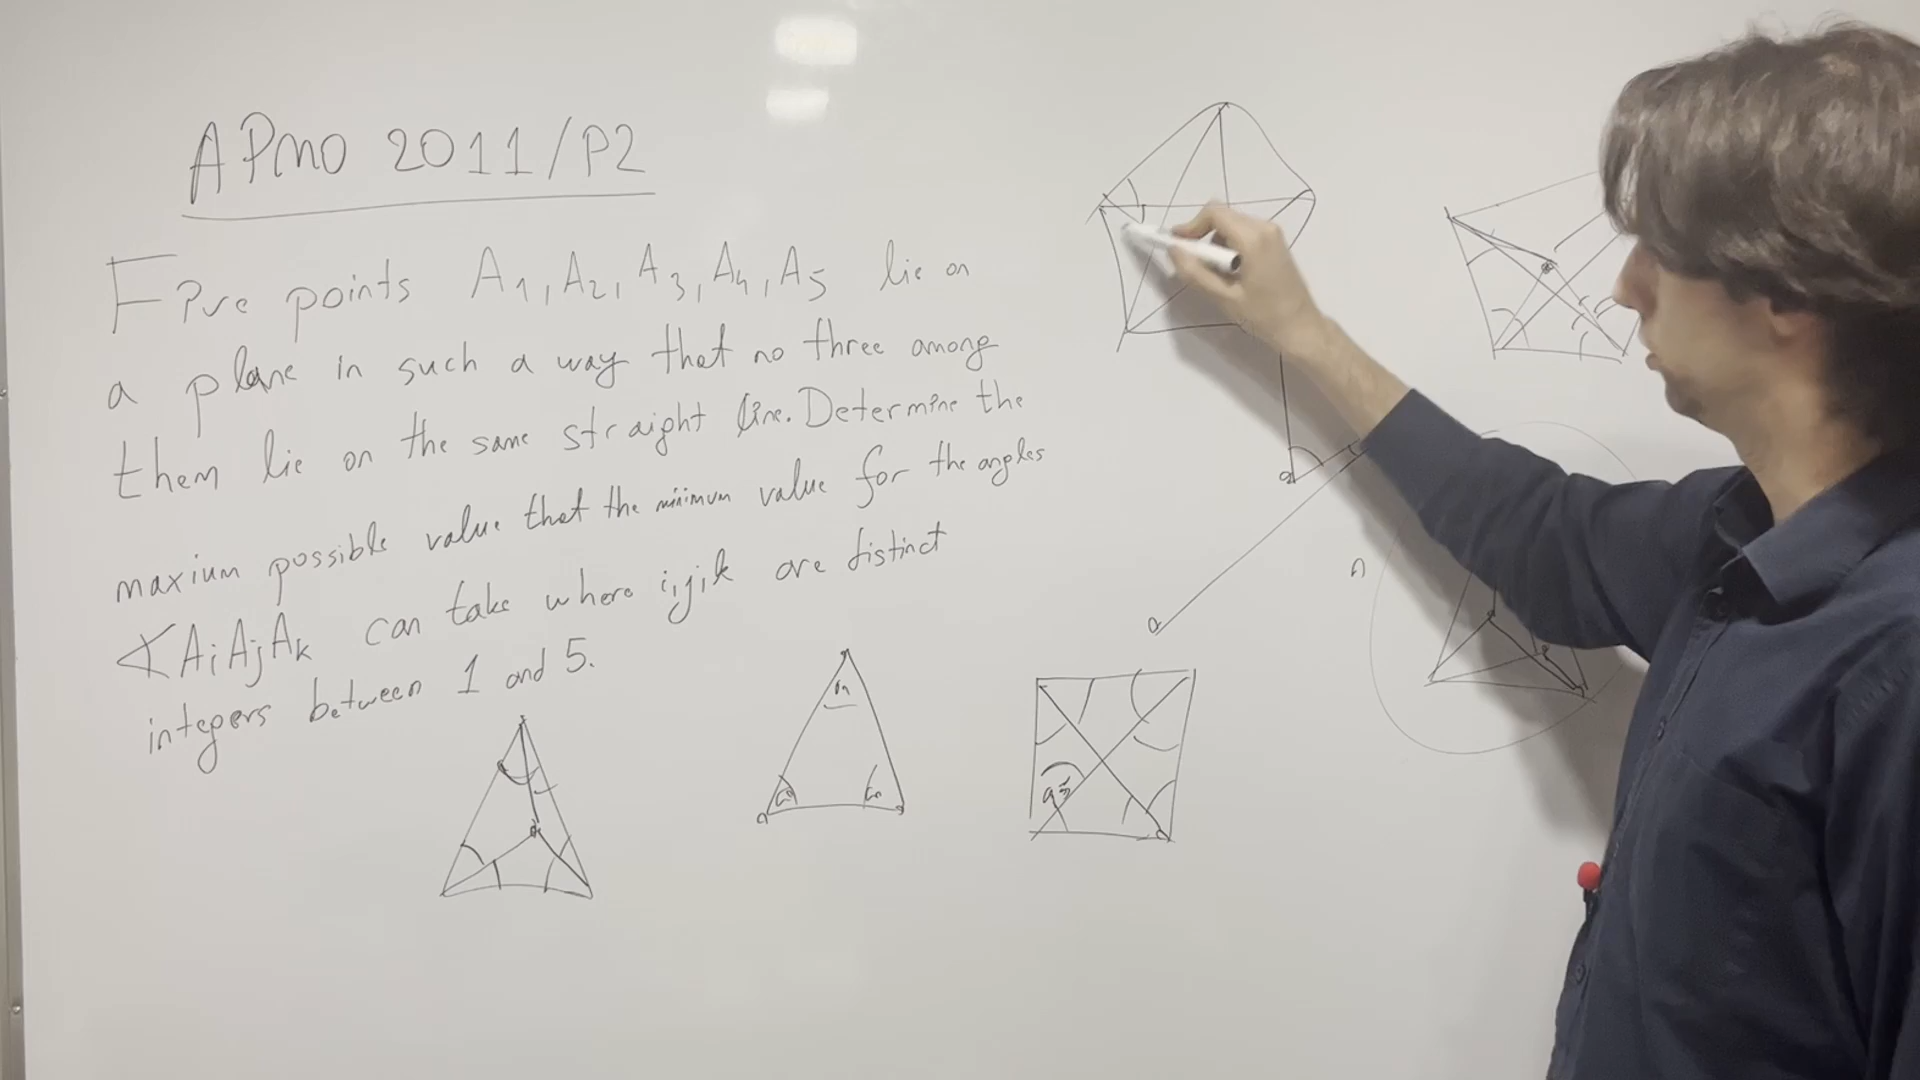 APMO 2011/P2
Five points A1, A2, A3, A4, A5 lie on
a plane in such a way that no three among
them lie on the same straight line. Determine the
maxium possible value that the minimum value for the angles
∢AiAjAk can take where i,j,k are distinct
integers between 1 and 5.